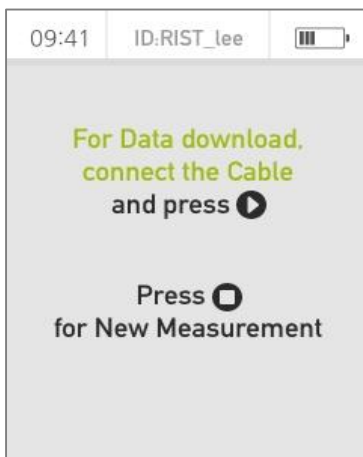 09:41 ID:RIST_lee
For Data download,
connect the Cable
and press
Press
for New Measurement